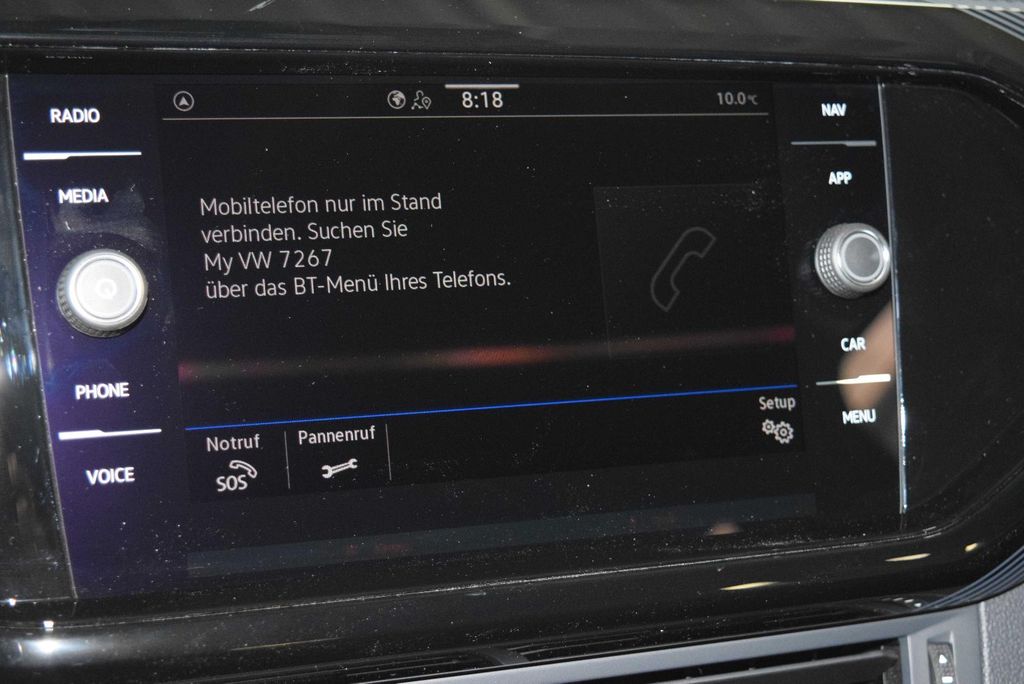 RADIO
MEDIA
PHONE
VOICE
8:18
10.0°C
Mobiltelefon nur im Stand
verbinden. Suchen Sie
My VW 7267
über das BT-Menü Ihres Telefons.
Notruf
SOS
Pannenruf
Setup
NAV
APP
CAR
MENU